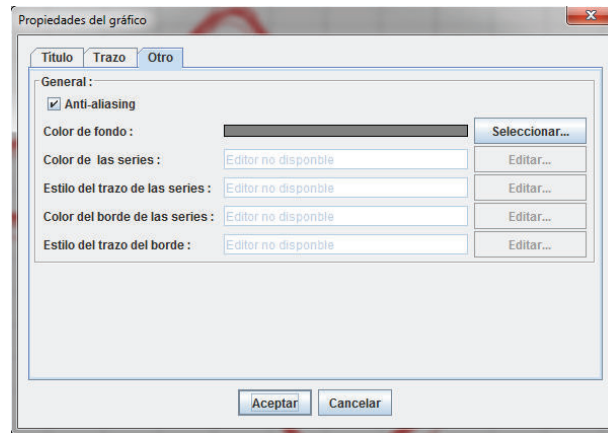 Propiedades del gráfico
Título Trazo Otro
General :
Anti-aliasing
Color de fondo : Seleccionar...
Color de las series : Editor no disponble Editar...
Estilo del trazo de las series : Editor no disponble Editar...
Color del borde de las series : Editor no disponble Editar...
Estilo del trazo del borde : Editor no disponble Editar...
Aceptar Cancelar